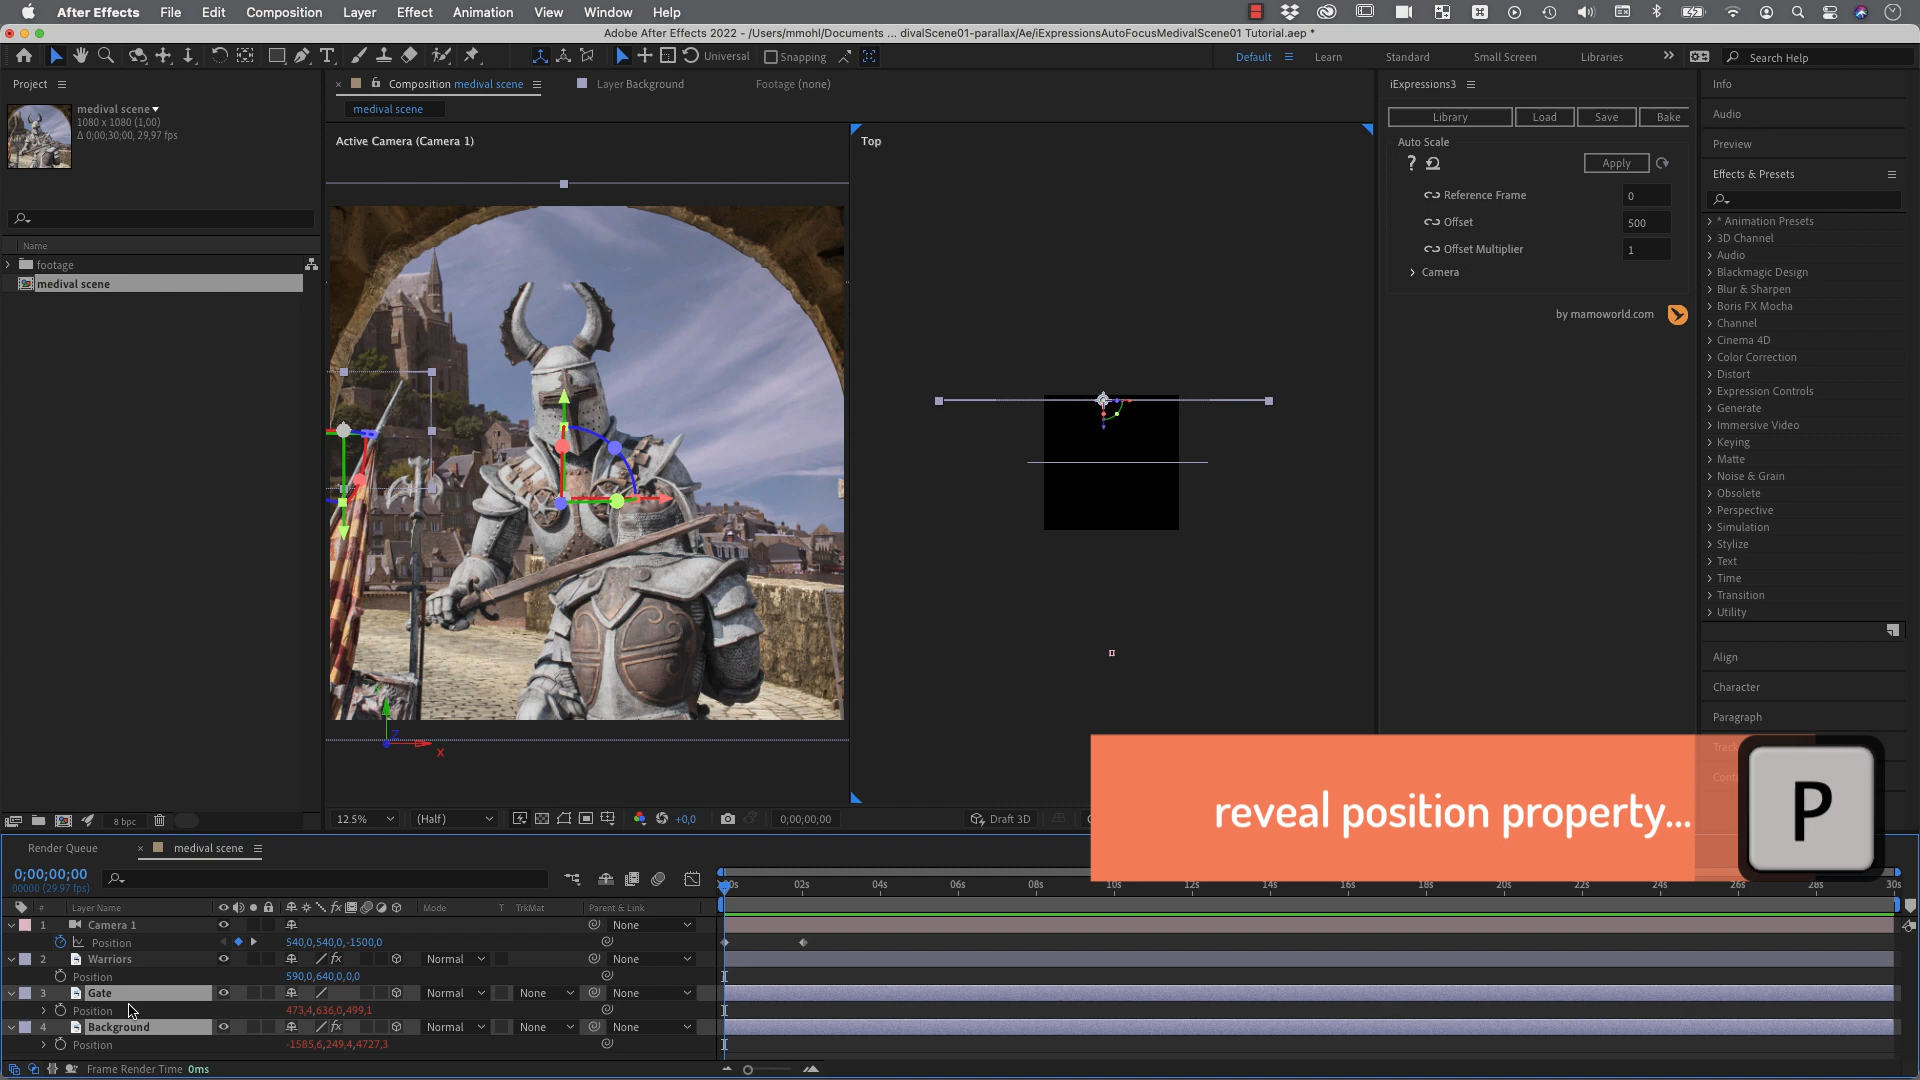 After Effects File Edit Composition Layer Effect Animation View Window Help
Adobe After Effects 2022 - /Users/mmohl/Documents ... divalScene01-parallax/Ae/iExpressionsAutoFocusMedivalScene01 Tutorial.aep *
Universal Snapping Default Learn Standard Small Screen Libraries Search Help
Project
medival scene
1080 x 1080 (1,00)
Δ 0;00;30;00, 29,97 fps
Name
footage
medival scene
8 bpc
Composition medival scene Layer Background Footage (none)
medival scene
Active Camera (Camera 1)
Top
Z
X
12.5% (Half) +0,0 0;00;00;00 Draft 3D
iExpressions3
Library Load Save Bake
Auto Scale
? Apply
Reference Frame 0
Offset 500
Offset Multiplier 1
Camera
by mamoworld.com
Info
Audio
Preview
Effects & Presets
* Animation Presets
3D Channel
Audio
Blackmagic Design
Blur & Sharpen
Boris FX Mocha
Channel
Cinema 4D
Color Correction
Distort
Expression Controls
Generate
Immersive Video
Keying
Matte
Noise & Grain
Obsolete
Perspective
Simulation
Stylize
Text
Time
Transition
Utility
Align
Character
Paragraph
reveal position property...
P
Render Queue medival scene
0;00;00;00
00000 (29.97 fps)
02s 04s 06s 08s 10s 12s 14s 16s 18s 20s 22s 24s 26s 28s 30s
# Layer Name Mode T TrkMat Parent & Link
1 Camera 1 None
Position 540,0,540,0,-1500,0
2 Warriors Normal None
Position 590,0,640,0,0,0
3 Gate Normal None None
Position 473,4,636,0,499,1
4 Background Normal None None
Position -1585,6,249,4,4727,3
Frame Render Time 0ms